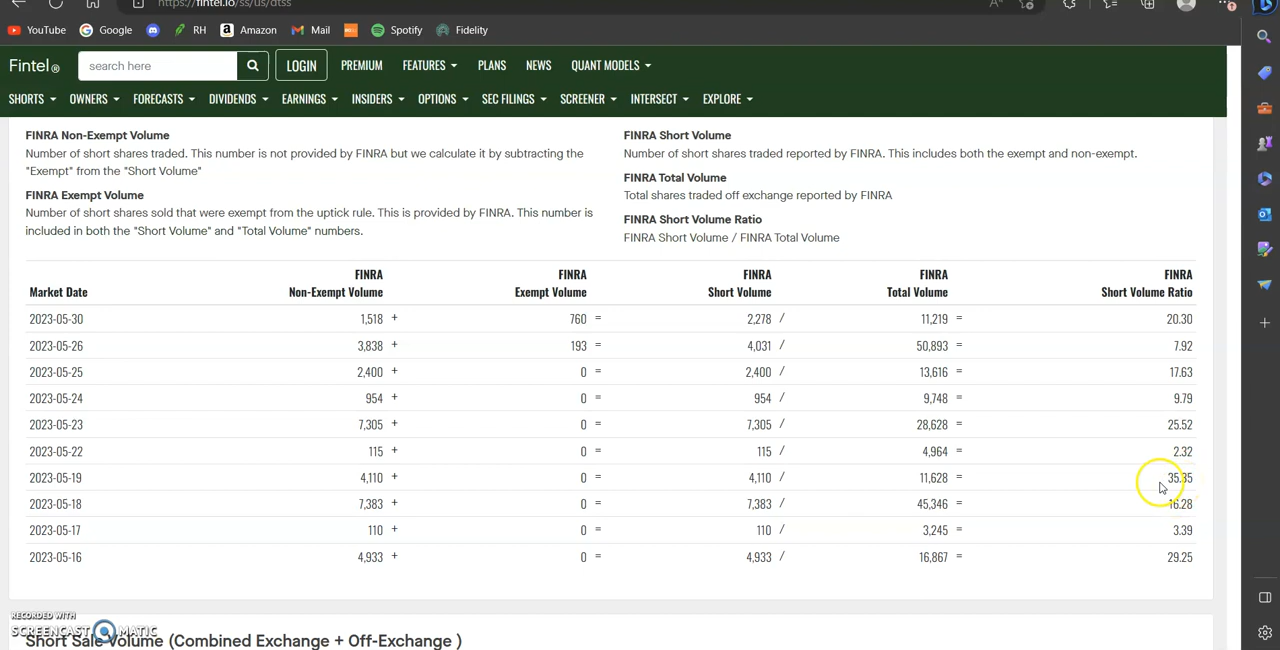 https://fintel.io/ss/us/dtss
YouTube Google RH Amazon Mail Spotify Fidelity
Fintel® search here LOGIN PREMIUM FEATURES PLANS NEWS QUANT MODELS
SHORTS OWNERS FORECASTS DIVIDENDS EARNINGS INSIDERS OPTIONS SEC FILINGS SCREENER INTERSECT EXPLORE
FINRA Non-Exempt Volume
Number of short shares traded. This number is not provided by FINRA but we calculate it by subtracting the
"Exempt" from the "Short Volume"
FINRA Exempt Volume
Number of short shares sold that were exempt from the uptick rule. This is provided by FINRA. This number is
included in both the "Short Volume" and "Total Volume" numbers.
FINRA Short Volume
Number of short shares traded reported by FINRA. This includes both the exempt and non-exempt.
FINRA Total Volume
Total shares traded off exchange reported by FINRA
FINRA Short Volume Ratio
FINRA Short Volume / FINRA Total Volume
FINRA FINRA FINRA FINRA FINRA
Market Date Non-Exempt Volume Exempt Volume Short Volume Total Volume Short Volume Ratio
2023-05-30 1,518 + 760 = 2,278 / 11,219 = 20.30
2023-05-26 3,838 + 193 = 4,031 / 50,893 = 7.92
2023-05-25 2,400 + 0 = 2,400 / 13,616 = 17.63
2023-05-24 954 + 0 = 954 / 9,748 = 9.79
2023-05-23 7,305 + 0 = 7,305 / 28,628 = 25.52
2023-05-22 115 + 0 = 115 / 4,964 = 2.32
2023-05-19 4,110 + 0 = 4,110 / 11,628 = 35.35
2023-05-18 7,383 + 0 = 7,383 / 45,346 = 16.28
2023-05-17 110 + 0 = 110 / 3,245 = 3.39
2023-05-16 4,933 + 0 = 4,933 / 16,867 = 29.25
RECORDED WITH
SCREENCAST MATIC
Short Sale Volume (Combined Exchange + Off-Exchange )